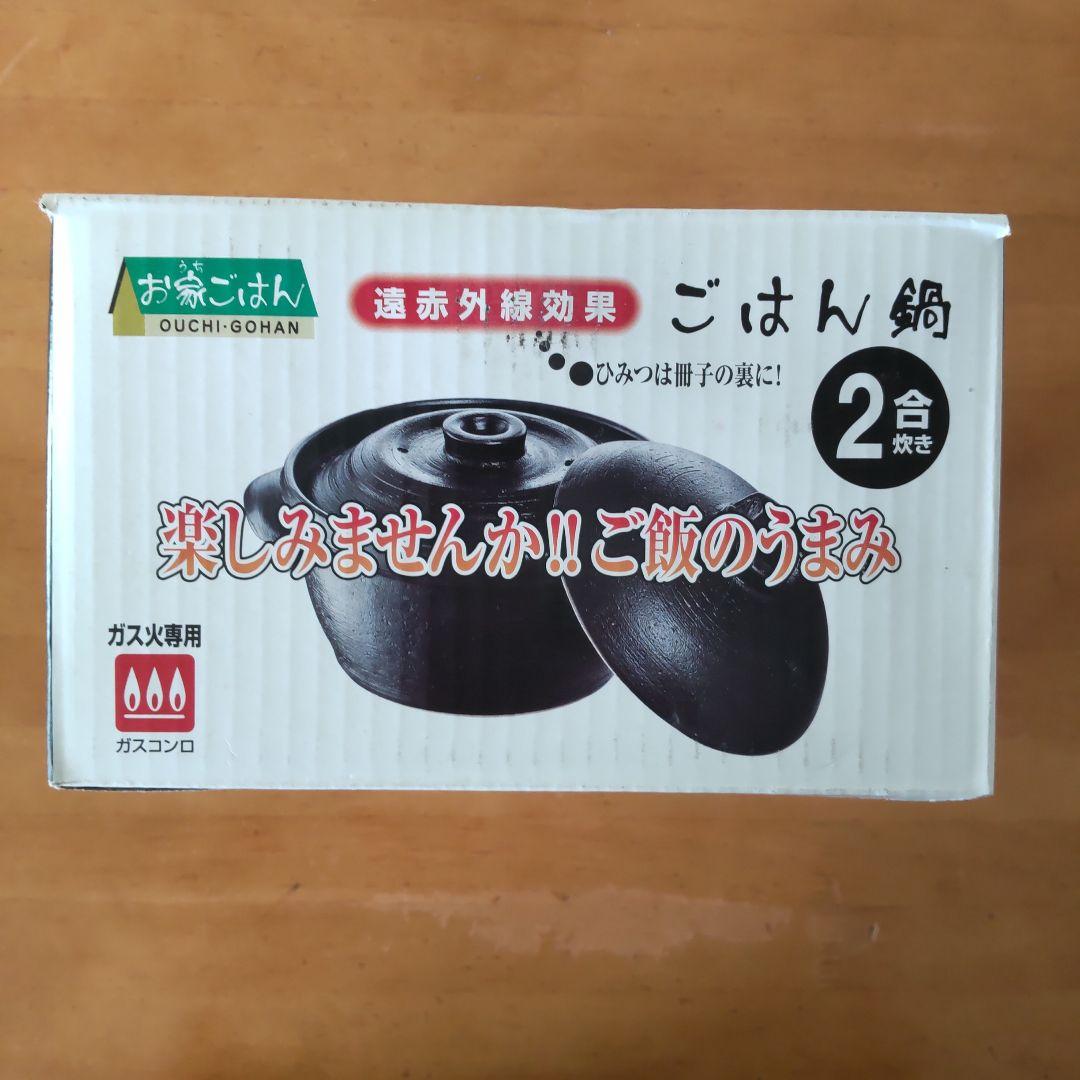 うち
お家ごはん
OUCHI·GOHAN
遠赤外線効果
ごはん鍋
ひみつは冊子の裏に!
2合炊き
楽しみませんか!!ご飯のうまみ
ガス火専用
ガスコンロ